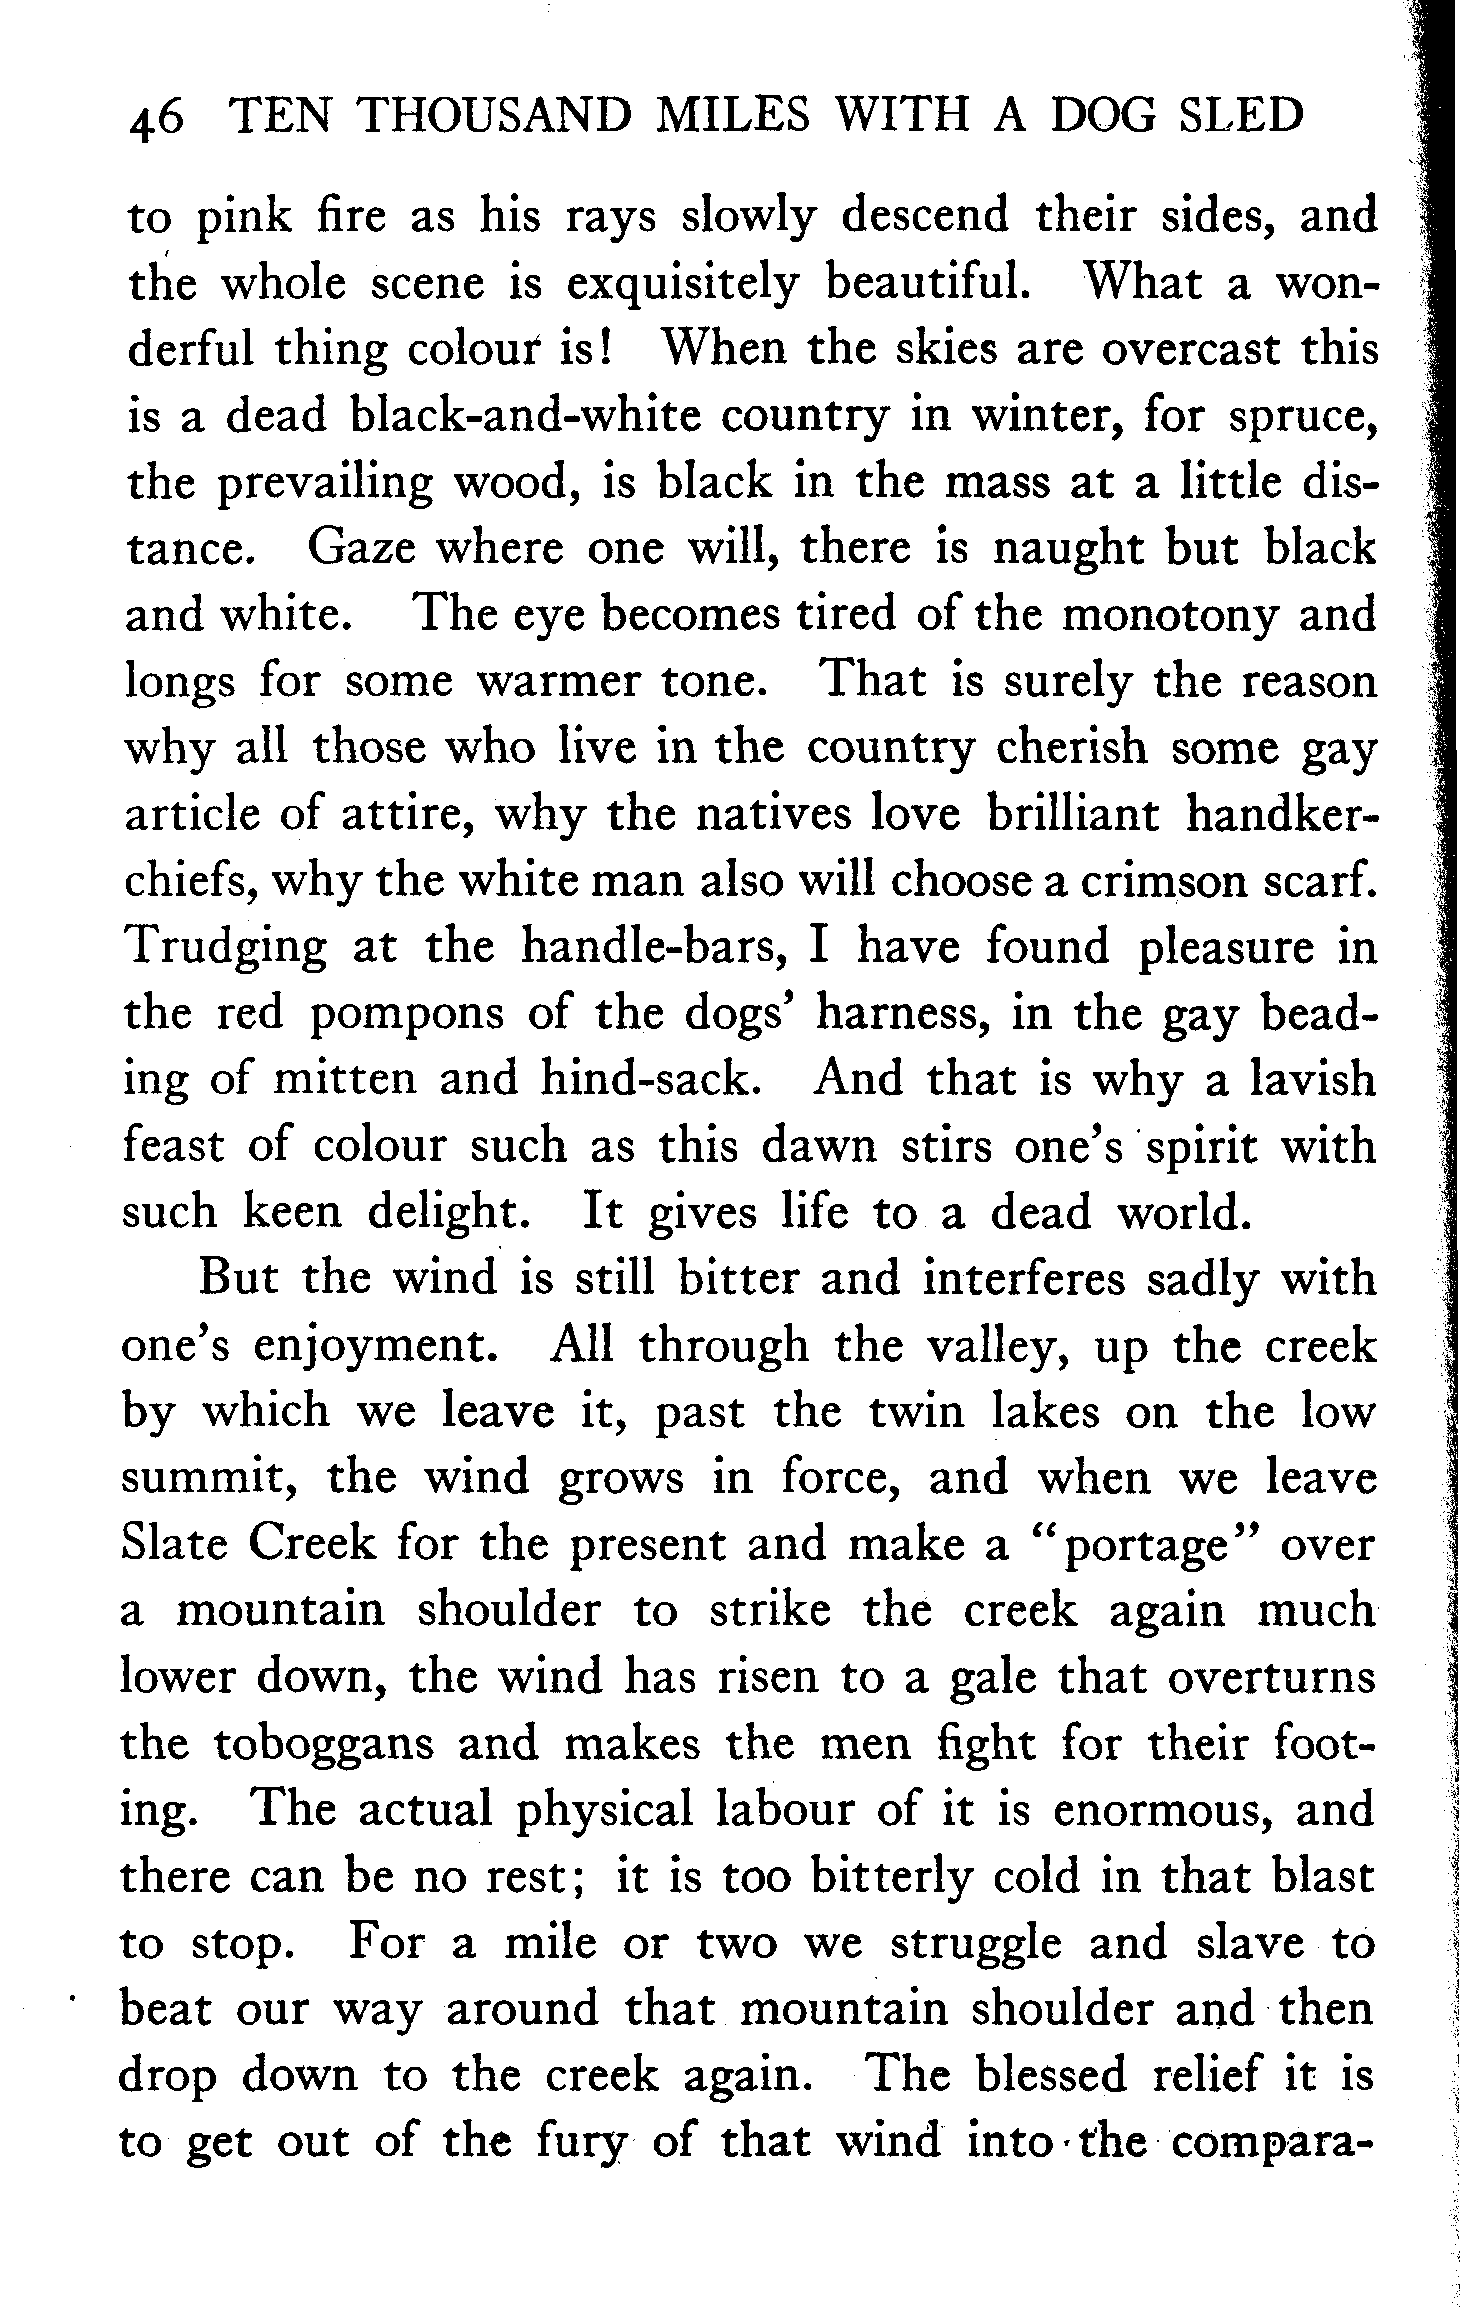 46 TEN THOUSAND MILES WITH A DOG SLED
to pink fire as his rays slowly descend their sides, and
the whole scene is exquisitely beautiful. What a won-
derful thing colour is! When the skies are overcast this
is a dead black-and-white country in winter, for spruce,
the prevailing wood, is black in the mass at a little dis-
tance. Gaze where one will, there is naught but black
and white. The eye becomes tired of the monotony and
longs for some warmer tone. That is surely the reason
why all those who live in the country cherish some gay
article of attire, why the natives love brilliant handker-
chiefs, why the white man also will choose a crimson scarf.
Trudging at the handle-bars, I have found pleasure in
the red pompons of the dogs' harness, in the gay bead-
ing of mitten and hind-sack. And that is why a lavish
feast of colour such as this dawn stirs one's spirit with
such keen delight. It gives life to a dead world.
But the wind is still bitter and interferes sadly with
one's enjoyment. All through the valley, up the creek
by which we leave it, past the twin lakes on the low
summit, the wind grows in force, and when we leave
Slate Creek for the present and make a "portage" over
a mountain shoulder to strike the creek again much
lower down, the wind has risen to a gale that overturns
the toboggans and makes the men fight for their foot-
ing. The actual physical labour of it is enormous, and
there can be no rest; it is too bitterly cold in that blast
to stop. For a mile or two we struggle and slave to
beat our way around that mountain shoulder and then
drop down to the creek again. The blessed relief it is
to get out of the fury of that wind into the compara-